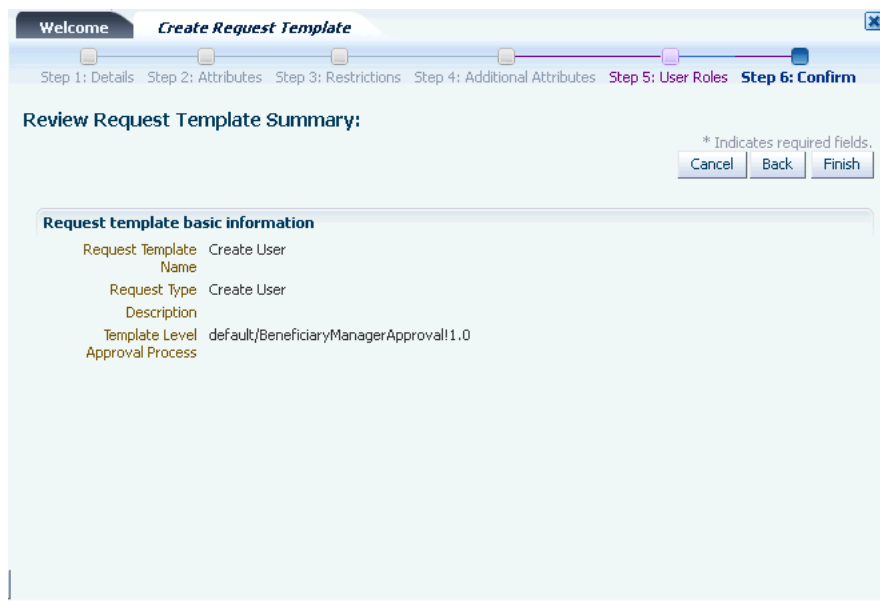 Welcome Create Request Template
Step 1: Details Step 2: Attributes Step 3: Restrictions Step 4: Additional Attributes Step 5: User Roles Step 6: Confirm
Review Request Template Summary:
* Indicates required fields.
Cancel Back Finish
Request template basic information
Request Template Name Create User
Request Type Create User
Description
Template Level Approval Process default/BeneficiaryManagerApproval!1.0